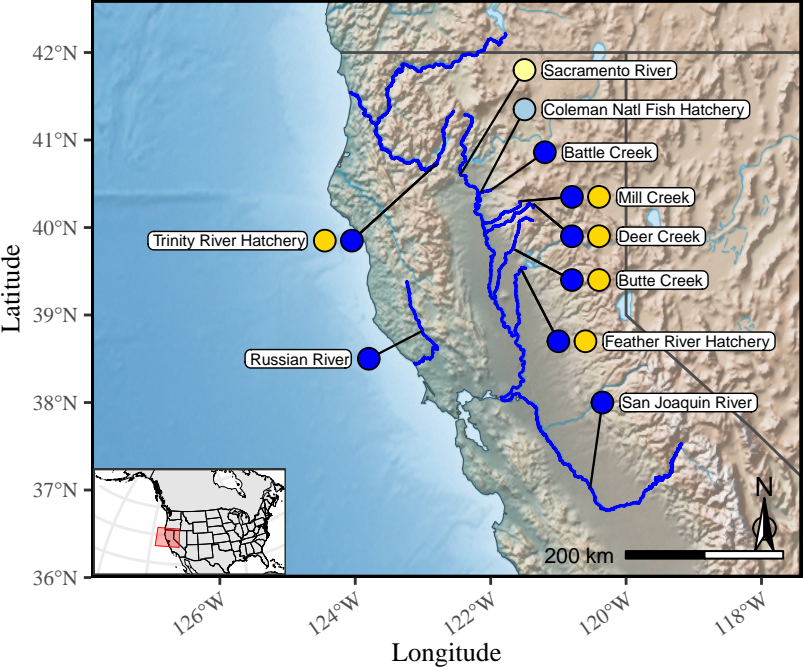 42°N
41°N
40°N
39°N
38°N
37°N
36°N
Latitude
Sacramento River
Coleman Natl Fish Hatchery
Battle Creek
Mill Creek
Deer Creek
Trinity River Hatchery
Butte Creek
Feather River Hatchery
Russian River
San Joaquin River
N
200 km
126°W
124°W
122°W
120°W
118°W
Longitude